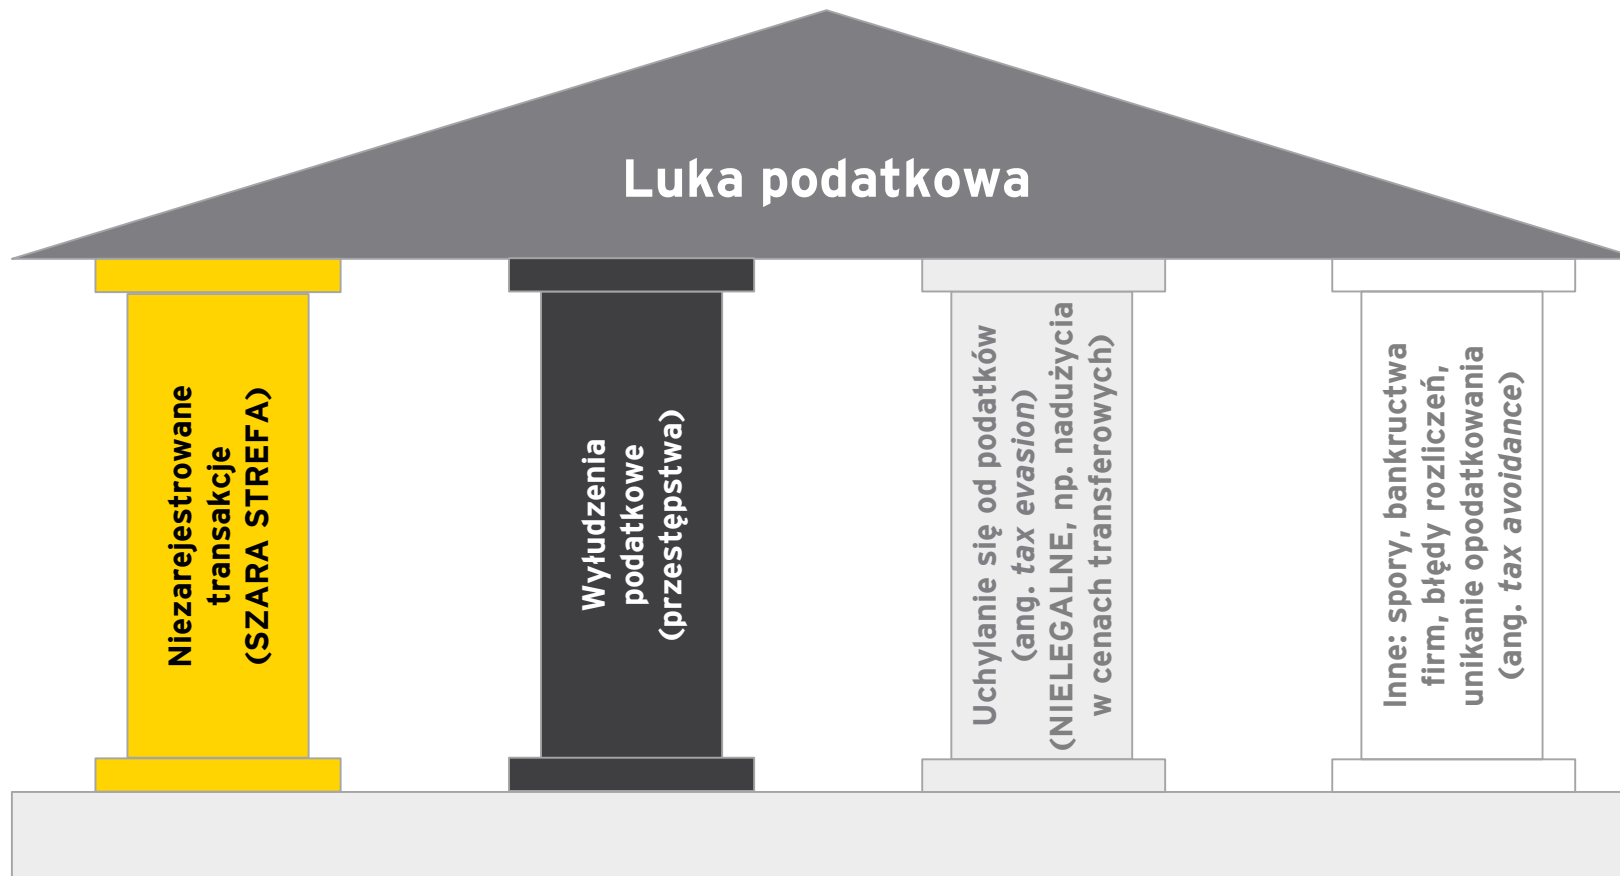 Luka podatkowa
Niezarejestrowane
transakcje
(SZARA STREFA)
Wyłudzenia
podatkowe
(przestępstwa)
Uchylanie się od podatków
(ang. tax evasion)
(NIELEGALNE, np. nadużycia
w cenach transferowych)
Inne: spory, bankructwa
firm, błędy rozliczeń,
unikanie opodatkowania
(ang. tax avoidance)